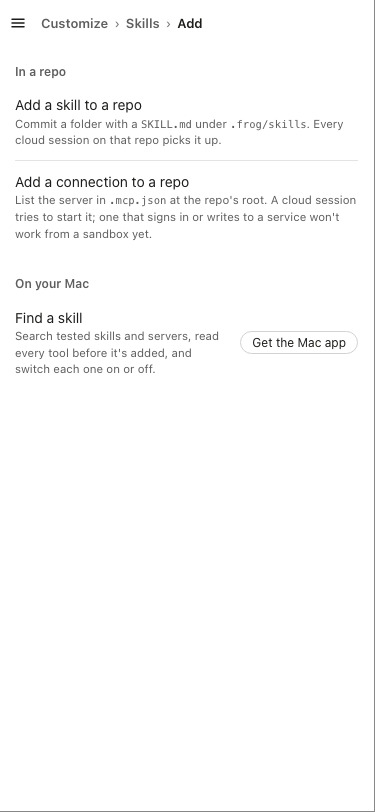 Customize › Skills › Add
In a repo
Add a skill to a repo
Commit a folder with a SKILL.md under .frog/skills. Every
cloud session on that repo picks it up.
Add a connection to a repo
List the server in .mcp.json at the repo's root. A cloud session
tries to start it; one that signs in or writes to a service won't
work from a sandbox yet.
On your Mac
Find a skill
Search tested skills and servers, read
every tool before it's added, and
switch each one on or off.
Get the Mac app